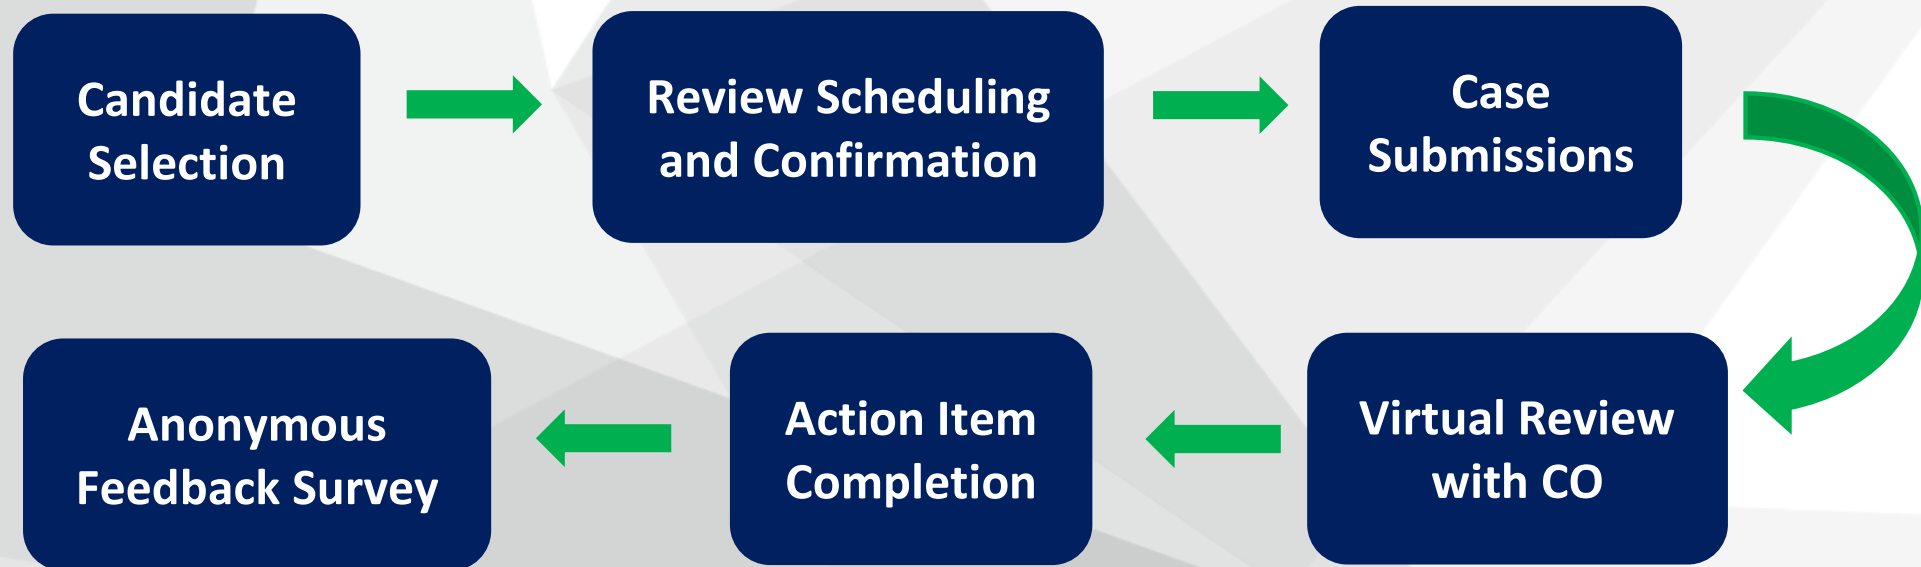 Candidate
Selection
Review Scheduling
and Confirmation
Case
Submissions
Virtual Review
with CO
Action Item
Completion
Anonymous
Feedback Survey